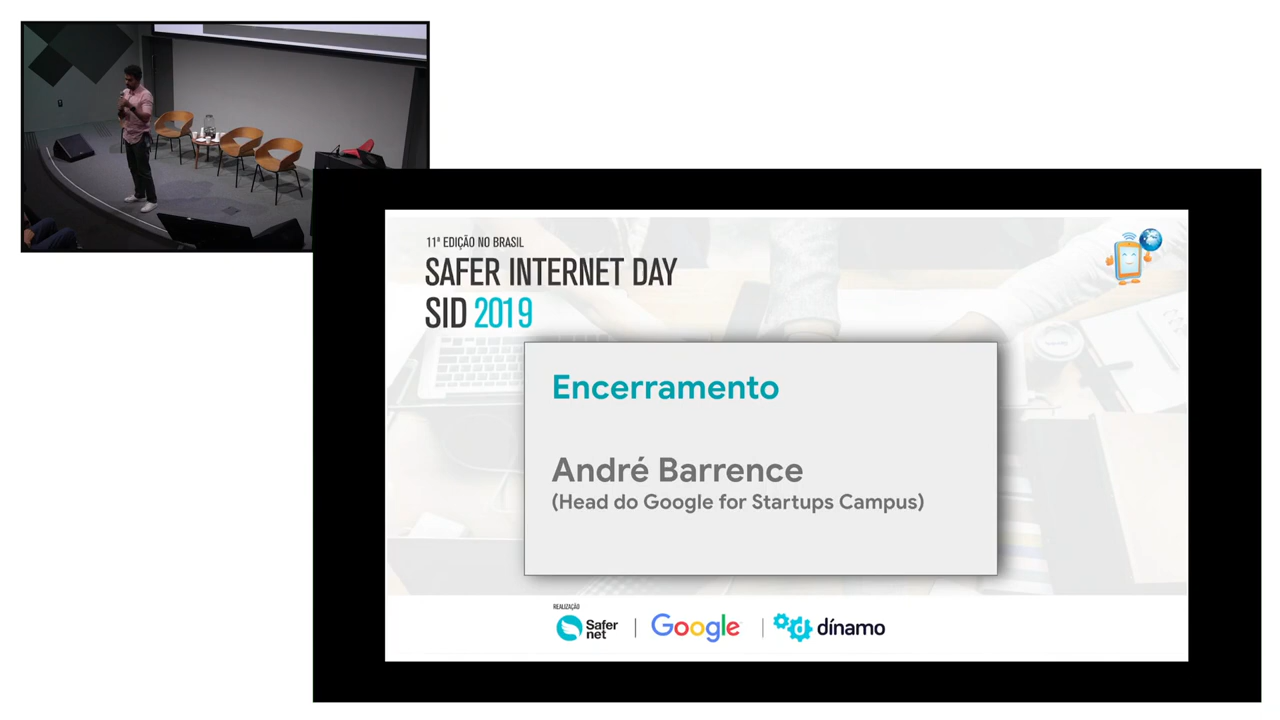 11ª EDIÇÃO NO BRASIL
SAFER INTERNET DAY
SID 2019
Encerramento
André Barrence
(Head do Google for Startups Campus)
REALIZAÇÃO
Safer
net
Google
dínamo